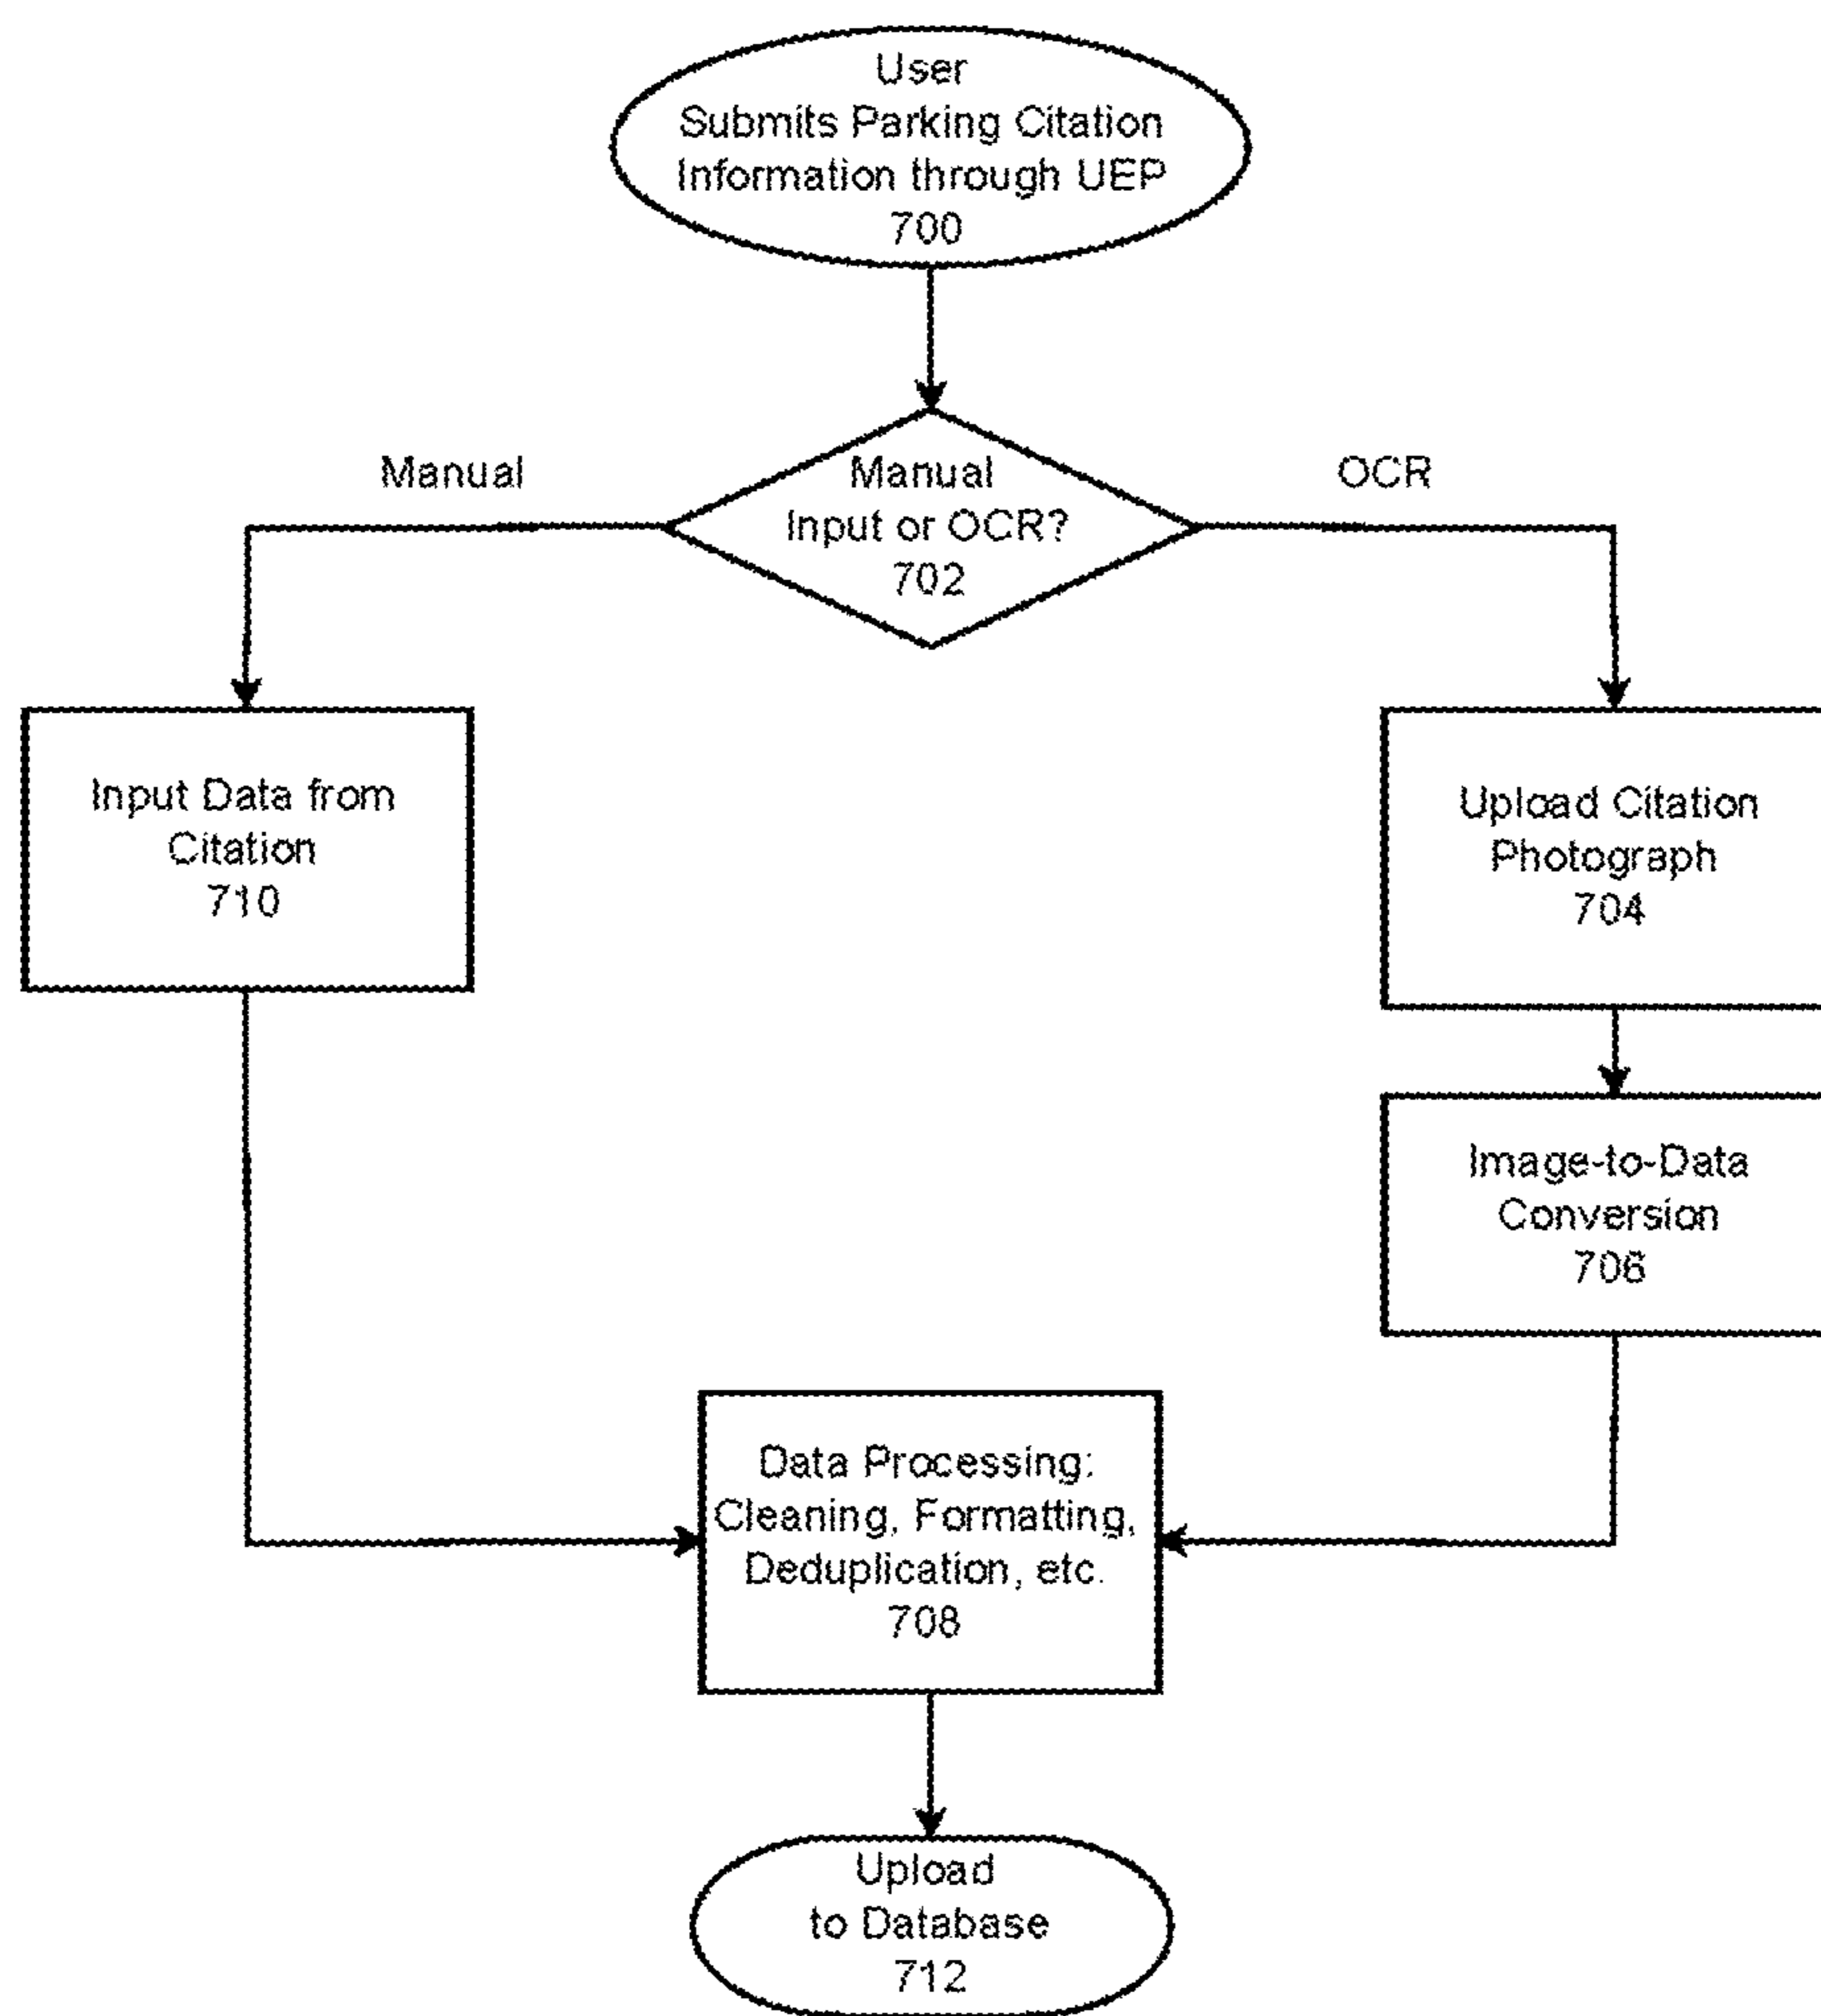 User
Submits Parking Citation
Information through UEP
700
Manual
Manual
Input or OCR?
702
OCR
Input Data from
Citation
710
Upload Citation
Photograph
704
Image-to-Data
Conversion
706
Data Processing:
Cleaning, Formatting,
Deduplication, etc.
708
Upload
to Database
712